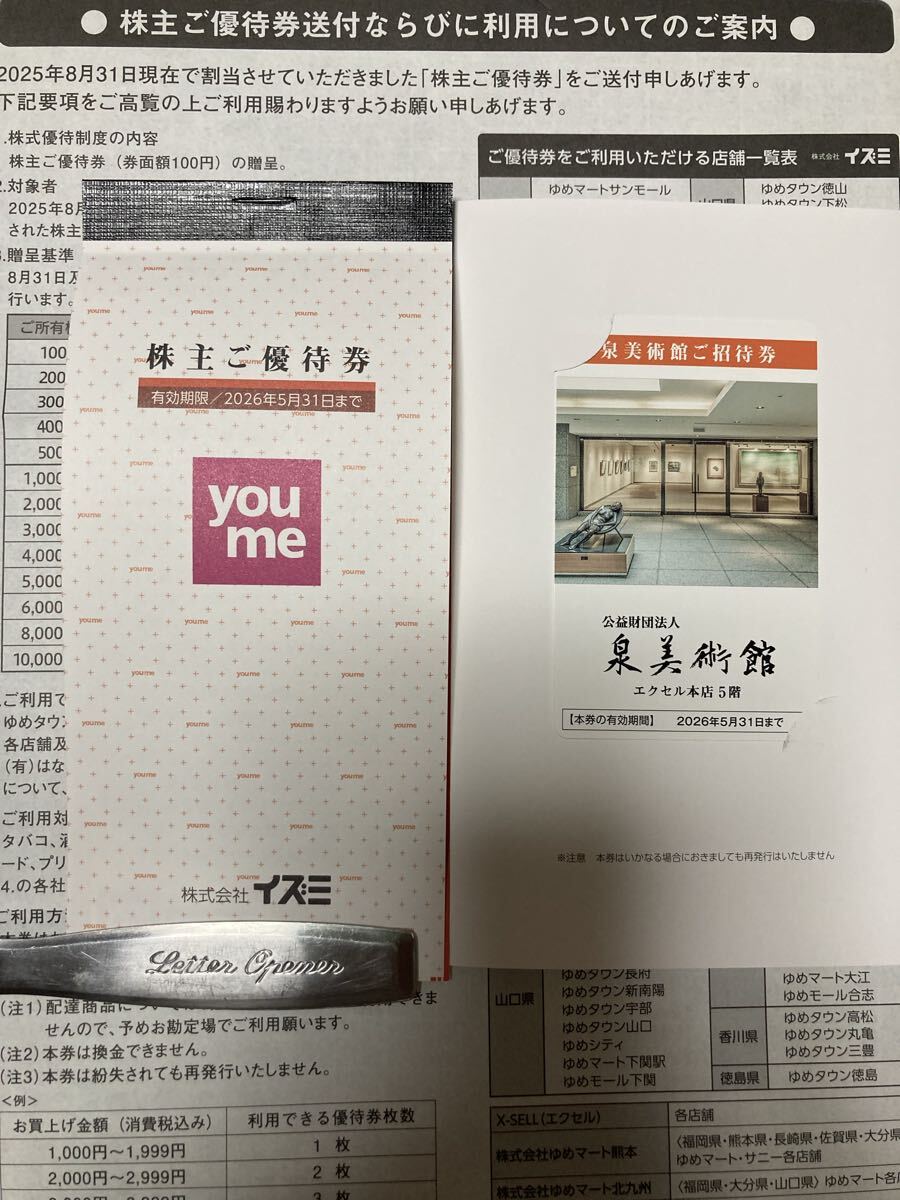 ● 株主ご優待券送付ならびに利用についてのご案内 ●
2025年8月31日現在で割当させていただきました「株主ご優待券」をご送付申しあげます。
下記要項をご高覧の上ご利用賜わりますようお願い申しあげます。
.株式優待制度の内容
株主ご優待券（券面額100円）の贈呈。
2.対象者
2025年8月
された株主
.贈呈基準
8月31日及
行います。
ご所有
100
200
300
400
500
1,000
2,000
3,000
4,000
5,000
6,000
8,000
10,000
.ご利用で
ゆめタウ
各店舗及
（有）はな
について、
ご利用対
タバコ、酒
ード、プリ
4.の各社
ご利用方
株主ご優待券
有効期限／2026年5月31日まで
you
me
株式会社イズミ
Letter Opener
ご優待券をご利用いただける店舗一覧表 株式会社イズミ
ゆめマートサンモール
山口県
ゆめタウン徳山
ゆめタウン下松
泉美術館ご招待券
公益財団法人
泉美術館
エクセル本店5階
【本券の有効期間】 2026年5月31日まで
※注意 本券はいかなる場合におきましても再発行はいたしません
(注1)配達商品につい
せんので、予めお勘定場でご利用願います。
(注2)本券は換金できません。
(注3)本券は紛失されても再発行いたしません。
＜例＞
お買上げ金額（消費税込み） 利用できる優待券枚数
1,000円〜1,999円 1 枚
2,000円〜2,999円 2 枚
3 枚
山口県
ゆめタウン長府
ゆめタウン新南陽
ゆめタウン宇部
ゆめタウン山口
ゆめシティ
ゆめマート下関駅
ゆめモール下関
ゆめマート大江
ゆめモール合志
香川県
ゆめタウン高松
ゆめタウン丸亀
ゆめタウン三豊
徳島県 ゆめタウン徳島
X-SELL（エクセル） 各店舗
株式会社ゆめマート熊本
〈福岡県・熊本県・長崎県・佐賀県・大分県
ゆめマート・サニー各店舗
株式会社ゆめマート北九州 〈福岡県・大分県・山口県〉ゆめマート各